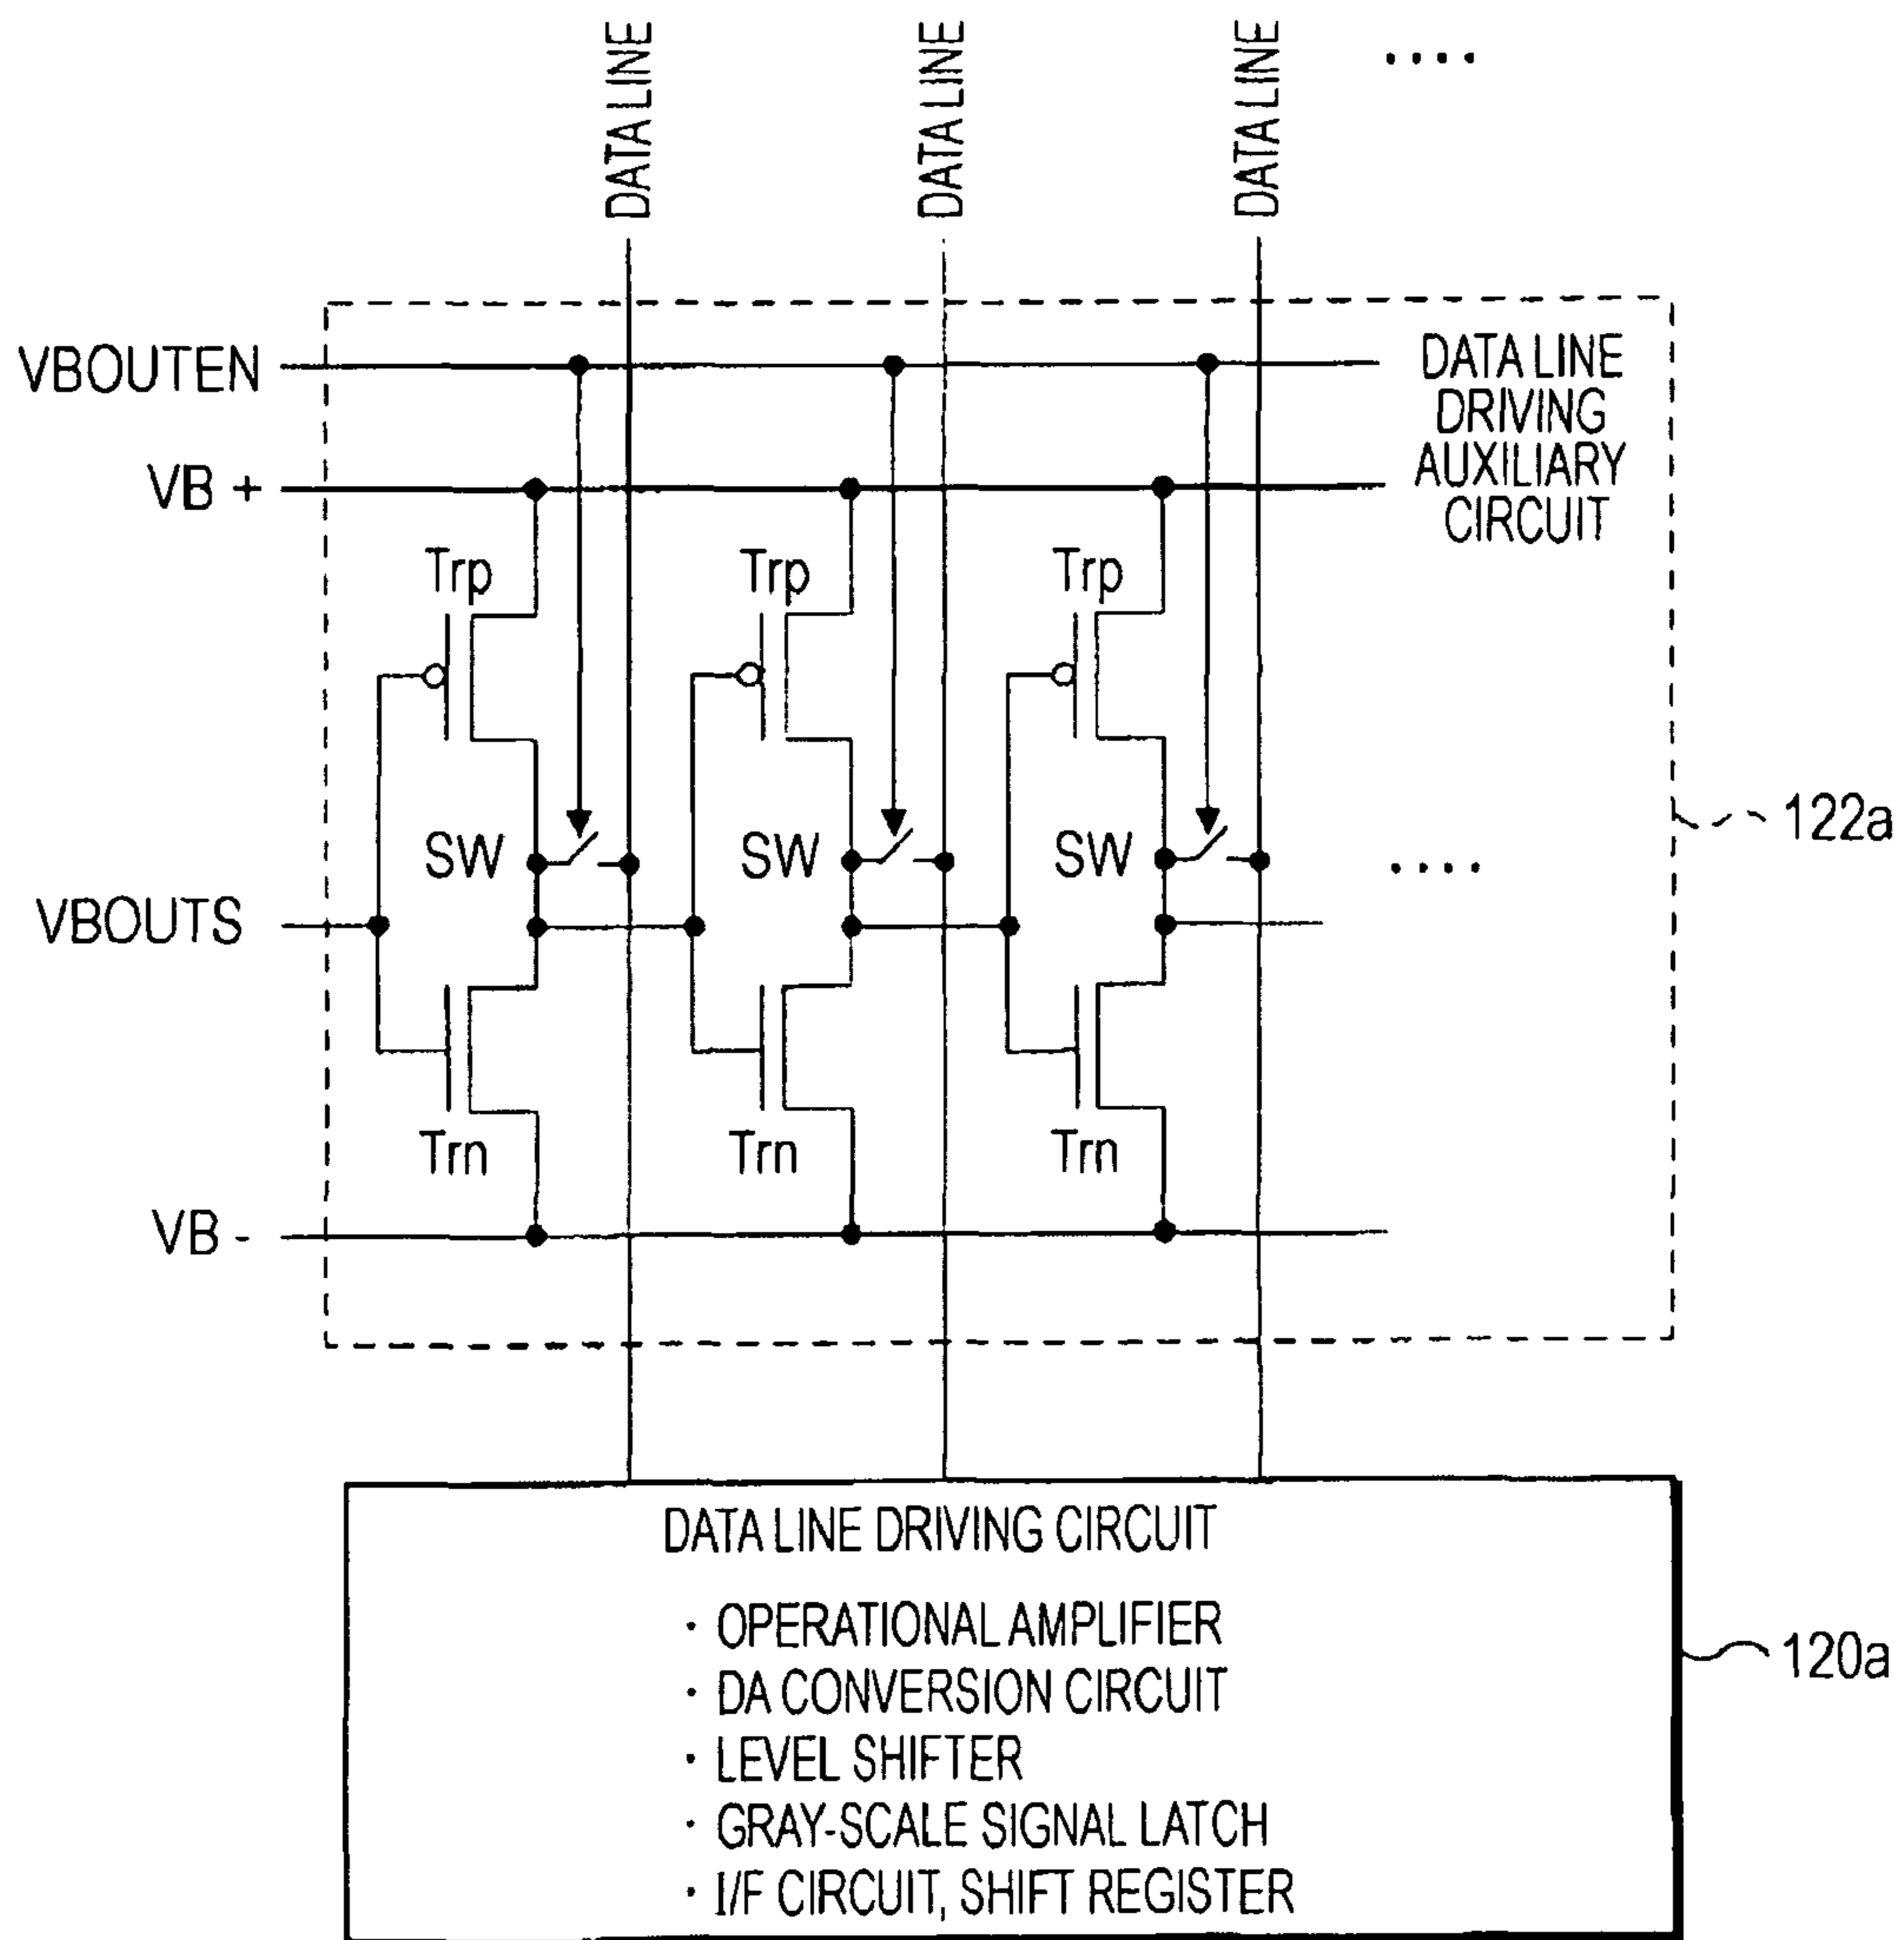 DATA LINE
DATA LINE
DATA LINE
....
VBOUTEN
DATA LINE
DRIVING
AUXILIARY
CIRCUIT
VB +
Trp
Trp
Trp
SW
SW
SW
....
122a
VBOUTS
Trn
Trn
Trn
VB -
DATA LINE DRIVING CIRCUIT
· OPERATIONAL AMPLIFIER
· DA CONVERSION CIRCUIT
· LEVEL SHIFTER
· GRAY-SCALE SIGNAL LATCH
· I/F CIRCUIT, SHIFT REGISTER
120a